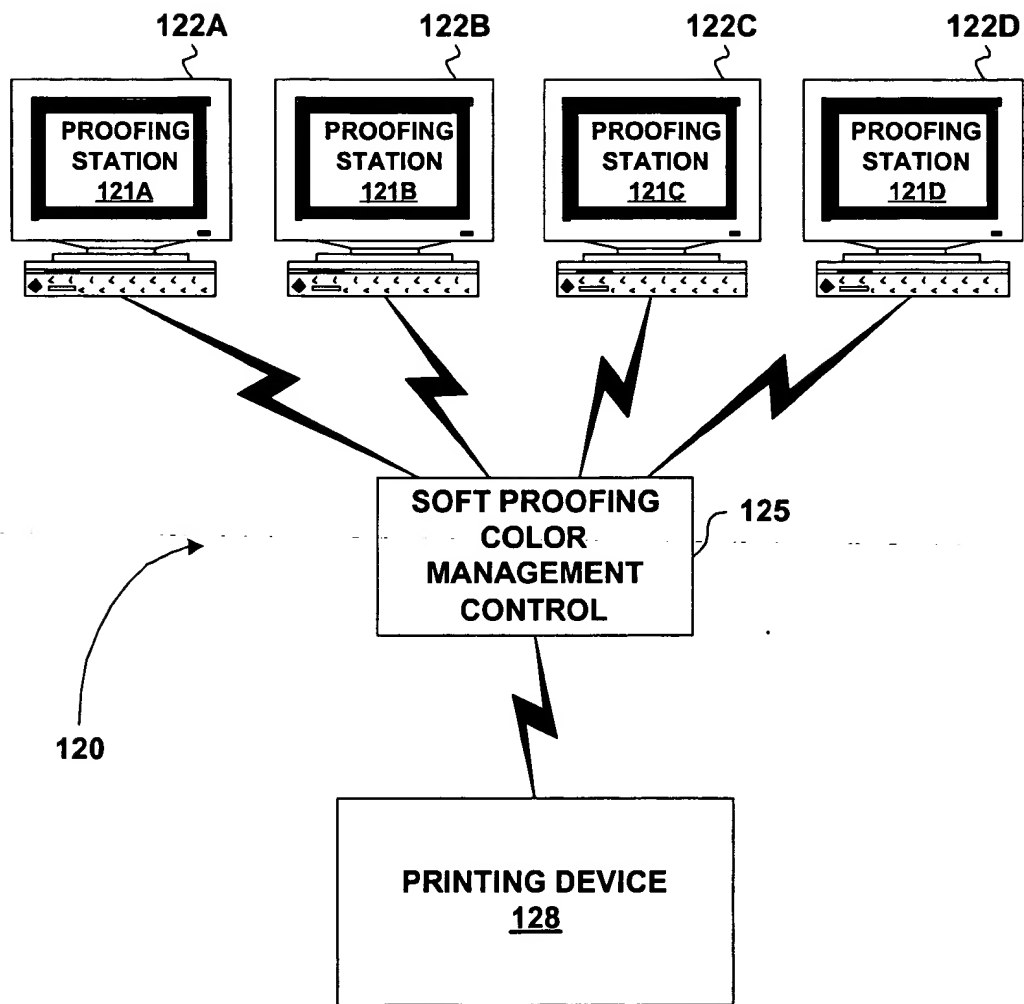 122A 122B 122C 122D
PROOFING STATION 121A
PROOFING STATION 121B
PROOFING STATION 121C
PROOFING STATION 121D
SOFT PROOFING
COLOR
MANAGEMENT
CONTROL
125
120
PRINTING DEVICE
128